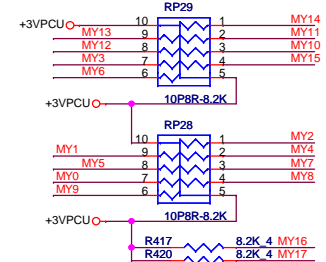 RP29
+3VPCU 10 1 MY14
MY13 9 2 MY11
MY12 8 3 MY10
MY3 7 4 MY15
MY6 6 5
+3VPCU 10P8R-8.2K
RP28
10 1 MY2
MY1 9 2 MY4
MY5 8 3 MY7
MY0 7 4 MY8
MY9 6 5
+3VPCU 10P8R-8.2K
R417 8.2K_4 MY16
R420 8.2K_4 MY17